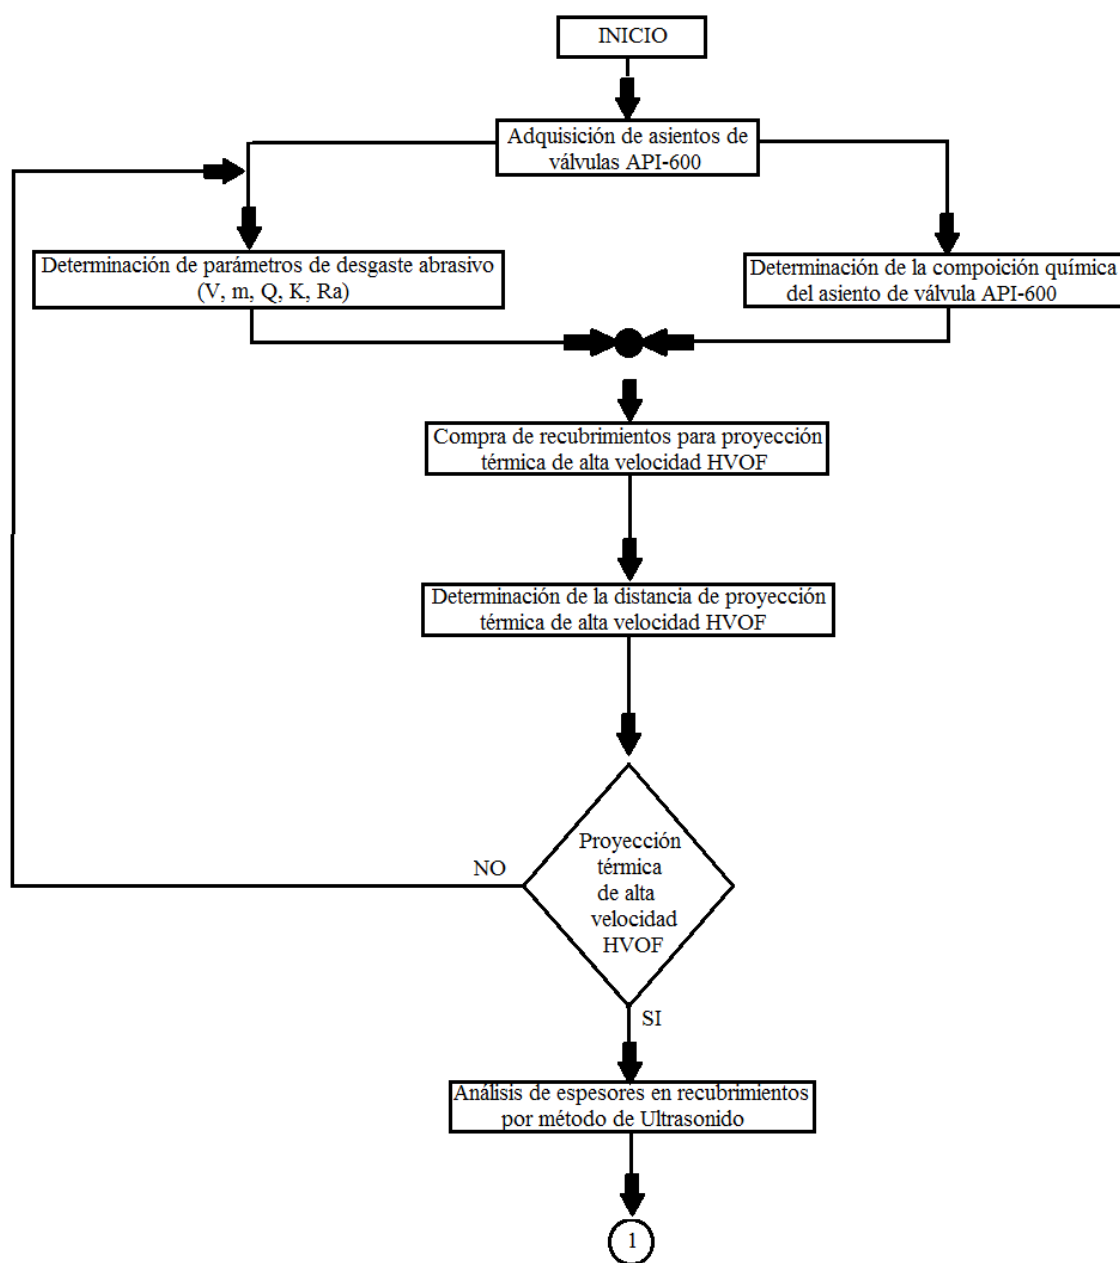 INICIO
Adquisición de asientos de
válvulas API-600
Determinación de parámetros de desgaste abrasivo
(V, m, Q, K, Ra)
Determinación de la compoición química
del asiento de válvula API-600
Compra de recubrimientos para proyección
térmica de alta velocidad HVOF
Determinación de la distancia de proyección
térmica de alta velocidad HVOF
Proyección
térmica
de alta
velocidad
HVOF
NO
SI
Análisis de espesores en recubrimientos
por método de Ultrasonido
1